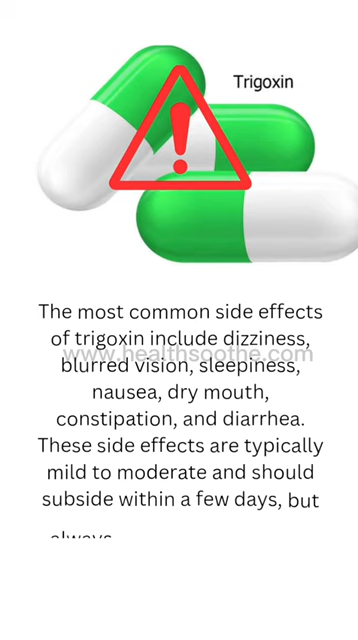 Trigoxin
The most common side effects
of trigoxin include dizziness,
www.healthsoothe.com
blurred vision, sleepiness,
nausea, dry mouth,
constipation, and diarrhea.
These side effects are typically
mild to moderate and should
subside within a few days, but
always